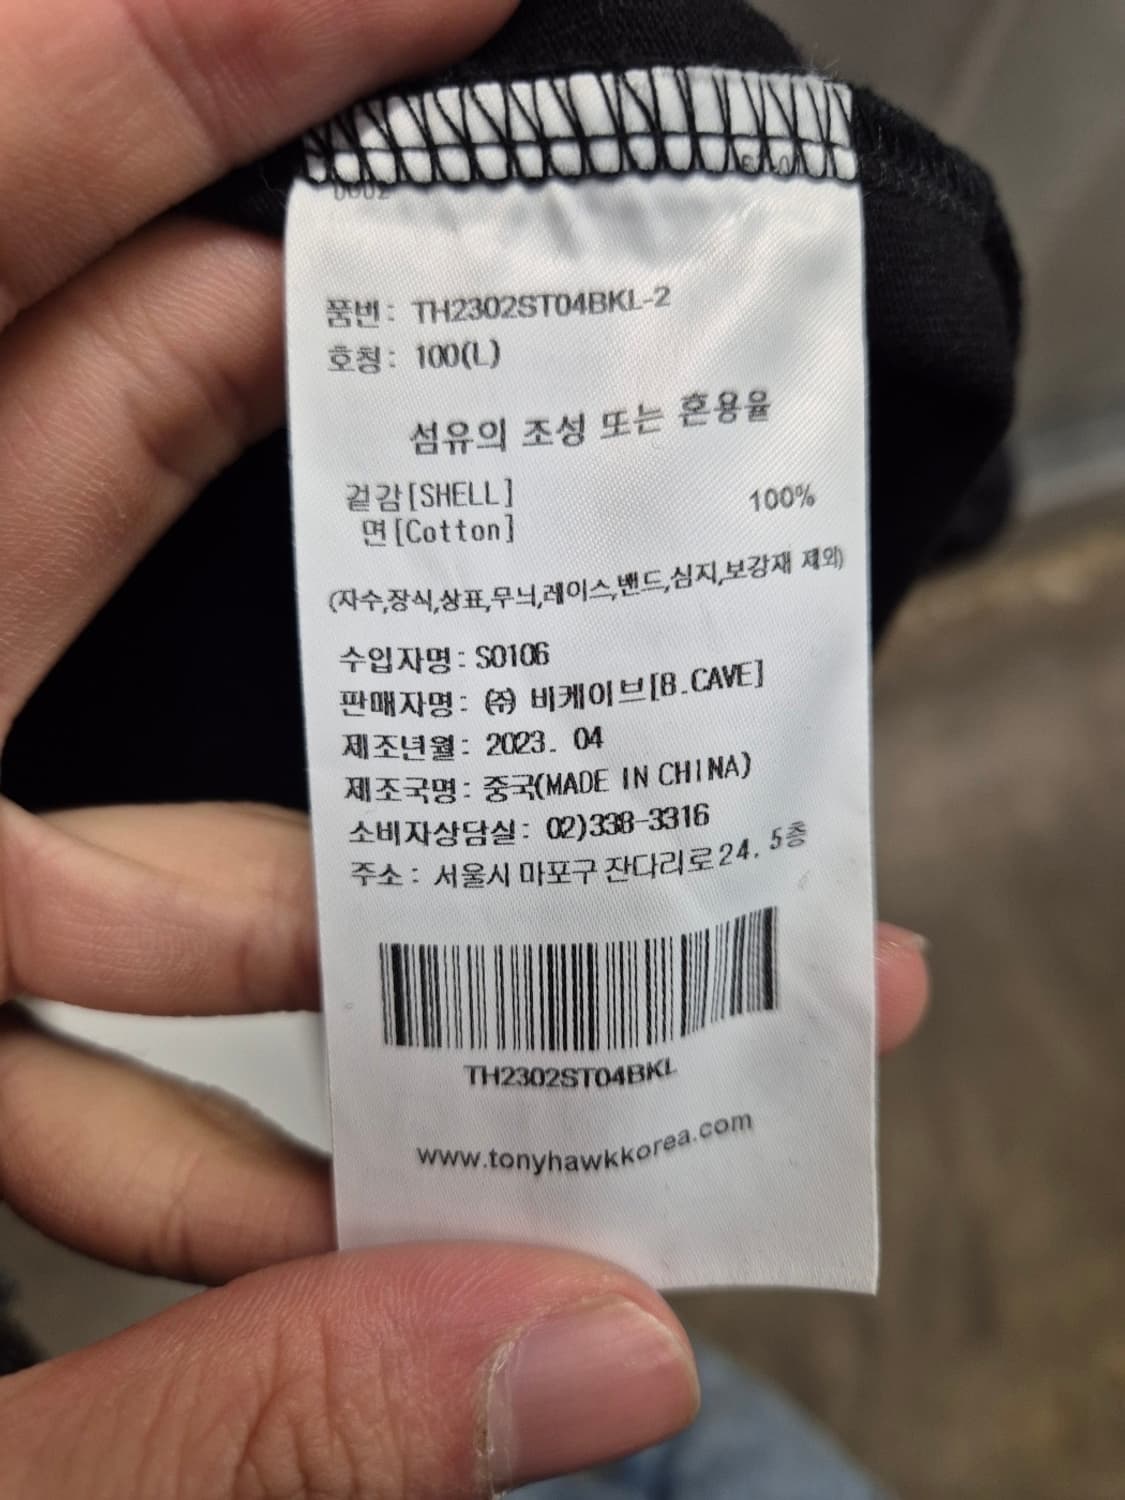 품번: TH2302ST04BKL-2
호칭: 100(L)
섬유의 조성 또는 혼용율
겉감[SHELL]
면[Cotton] 100%
(자수,장식,상표,무늬,레이스,밴드,심지,보강재 제외)
수입자명: S0106
판매자명: ㈜ 비케이브[B.CAVE]
제조년월: 2023. 04
제조국명: 중국(MADE IN CHINA)
소비자상담실: 02)338-3316
주소: 서울시 마포구 잔다리로24. 5층
TH2302ST04BKL
www.tonyhawkkorea.com